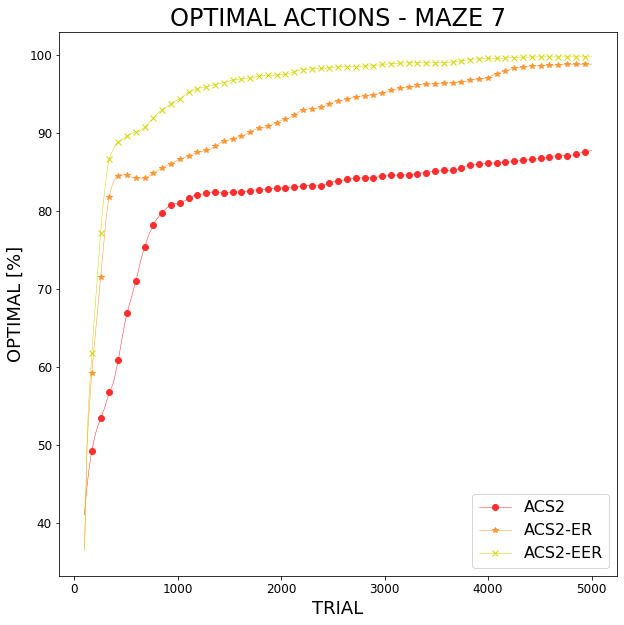 OPTIMAL ACTIONS - MAZE 7
OPTIMAL [%]
100
90
80
70
60
50
40
ACS2
ACS2-ER
ACS2-EER
0 1000 2000 3000 4000 5000
TRIAL